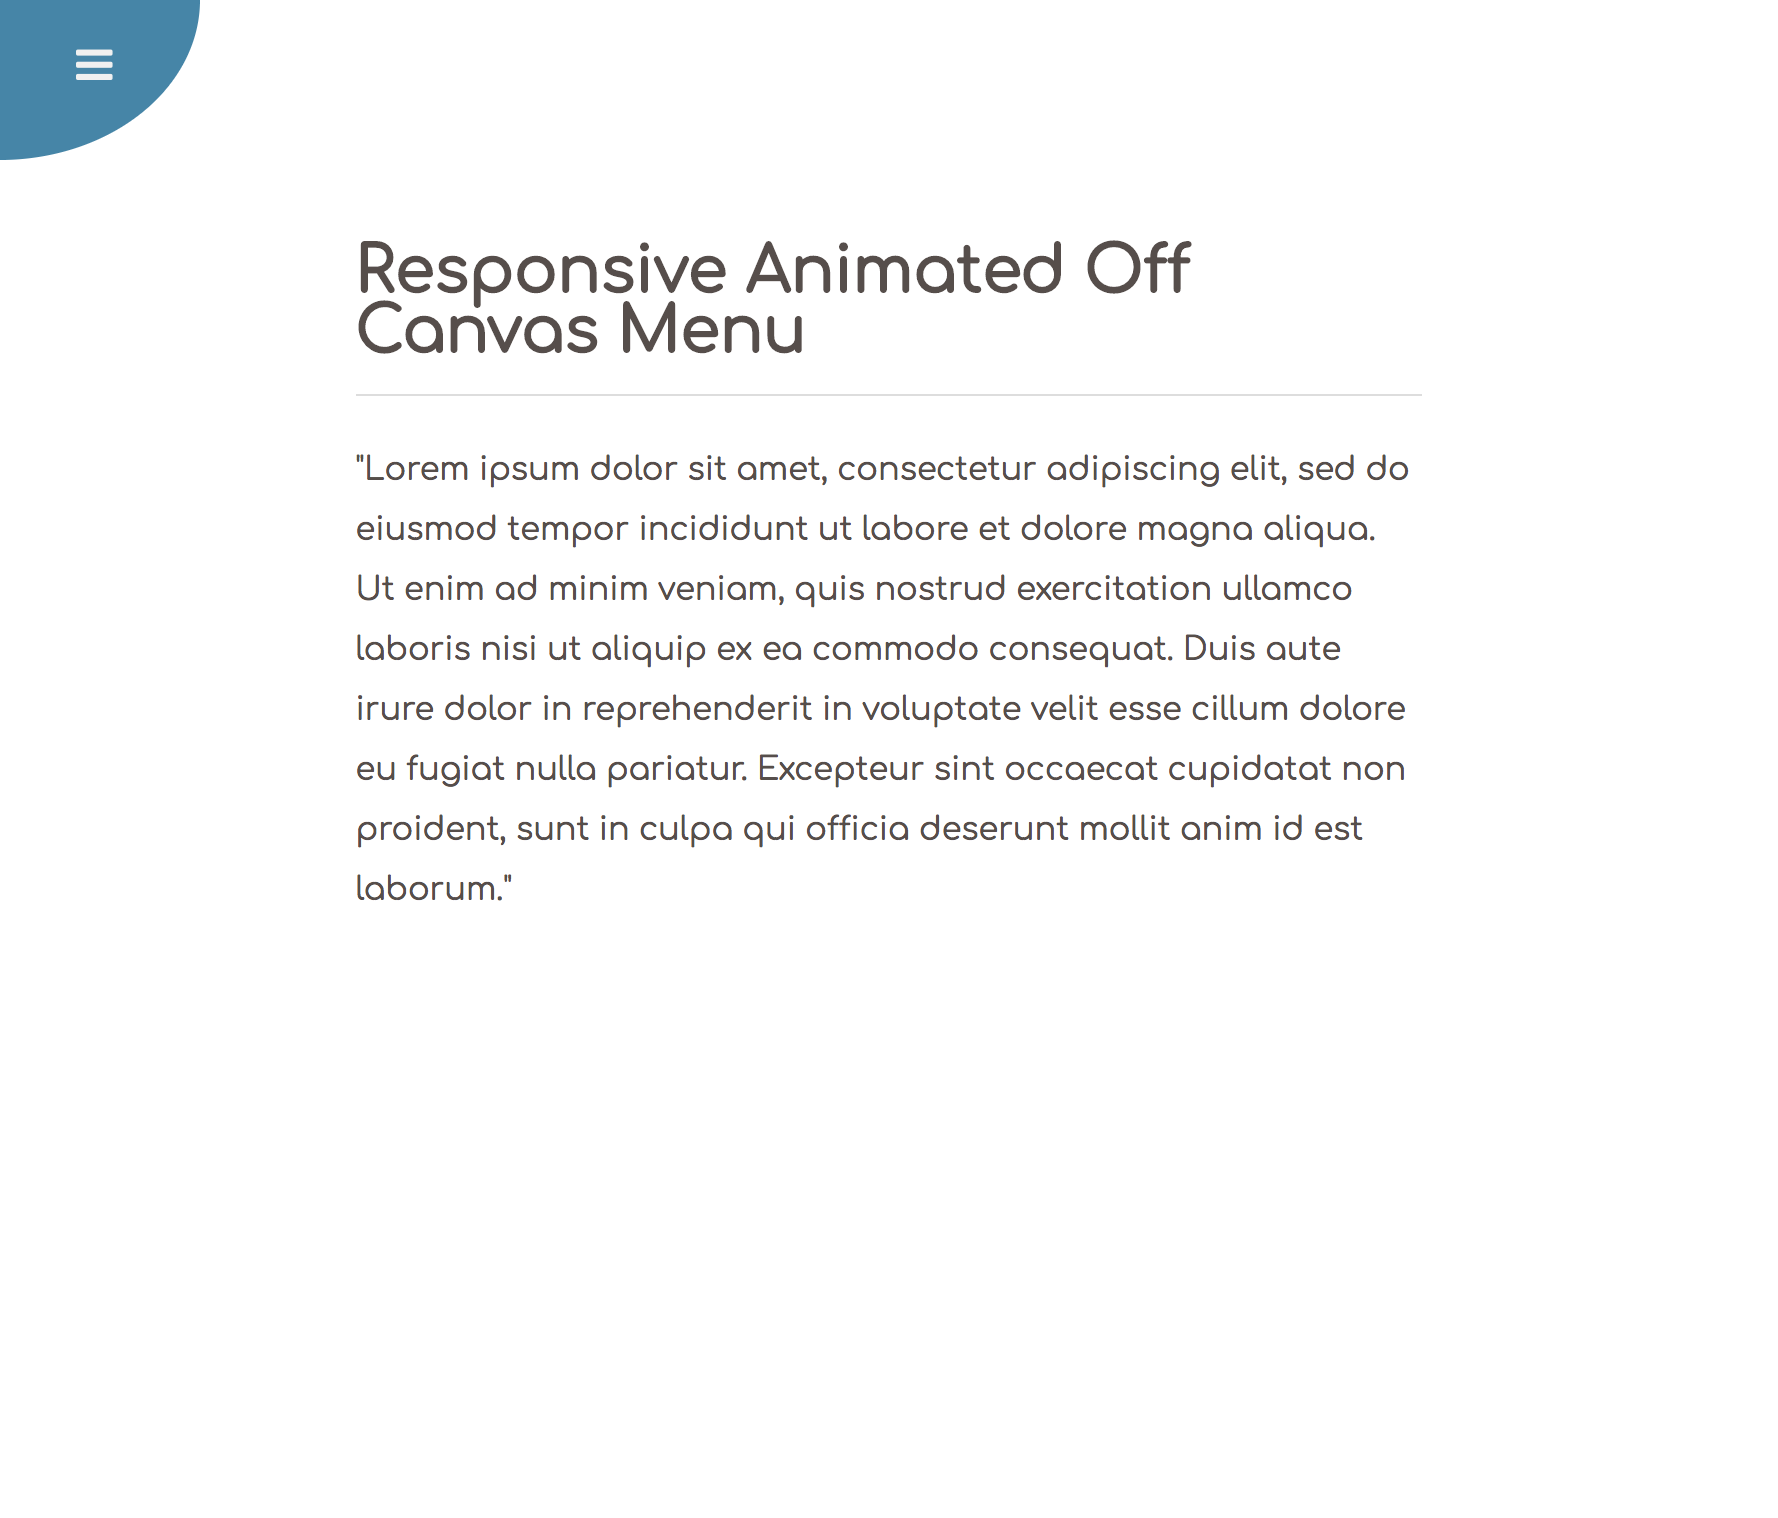 Responsive Animated Off
Canvas Menu
"Lorem ipsum dolor sit amet, consectetur adipiscing elit, sed do
eiusmod tempor incididunt ut labore et dolore magna aliqua.
Ut enim ad minim veniam, quis nostrud exercitation ullamco
laboris nisi ut aliquip ex ea commodo consequat. Duis aute
irure dolor in reprehenderit in voluptate velit esse cillum dolore
eu fugiat nulla pariatur. Excepteur sint occaecat cupidatat non
proident, sunt in culpa qui officia deserunt mollit anim id est
laborum."